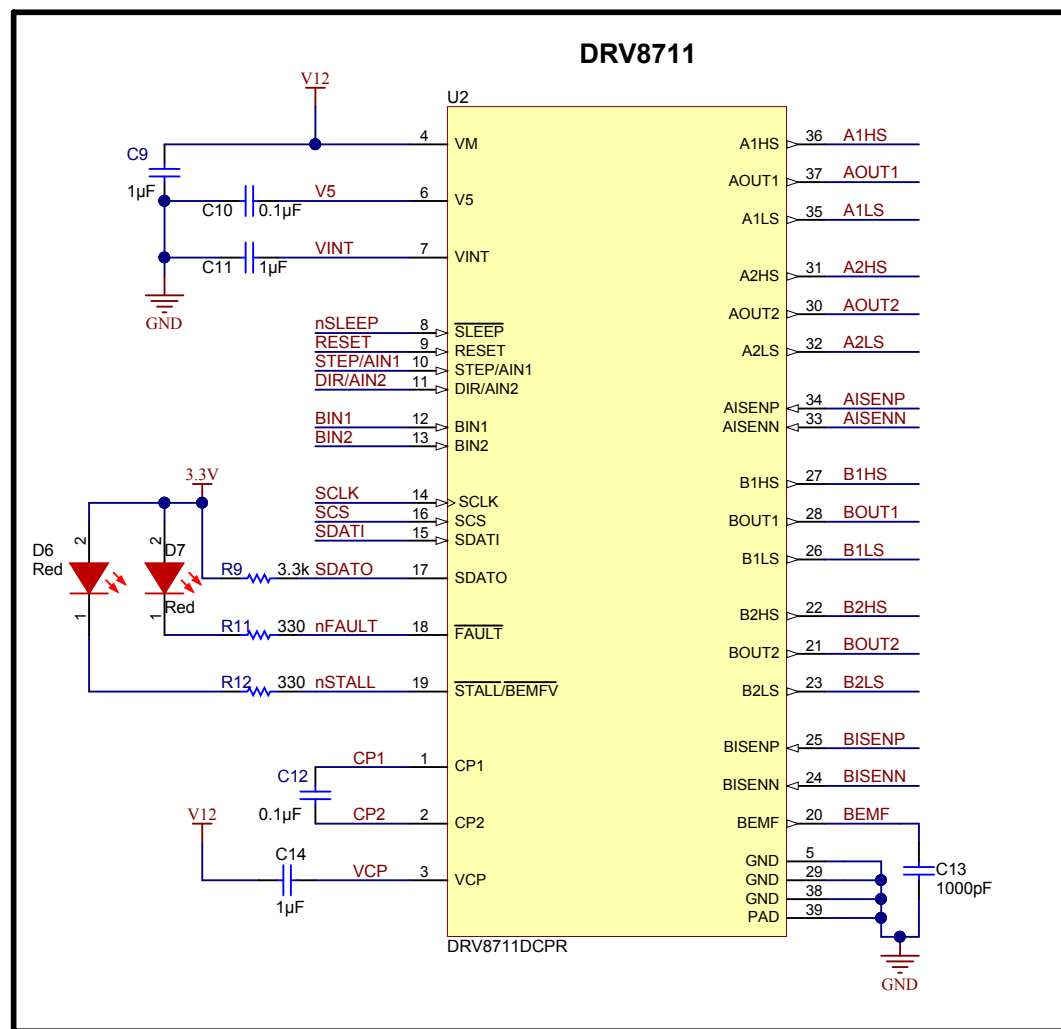 DRV8711
V12
U2
4 VM
C9
1µF
C10 0.1µF V5 6 V5
C11 1µF VINT 7 VINT
GND
nSLEEP 8 SLEEP
RESET 9 RESET
STEP/AIN1 10 STEP/AIN1
DIR/AIN2 11 DIR/AIN2
BIN1 12 BIN1
BIN2 13 BIN2
3.3V
SCLK 14 SCLK
SCS 16 SCS
SDATI 15 SDATI
D6 2
Red
1
D7 2
Red
1
R9 3.3k SDATO 17 SDATO
R11 330 nFAULT 18 FAULT
R12 330 nSTALL 19 STALL/BEMFV
CP1 1 CP1
C12
0.1µF
CP2 2 CP2
V12
C14
1µF
VCP 3 VCP
A1HS 36 A1HS
AOUT1 37 AOUT1
A1LS 35 A1LS
A2HS 31 A2HS
AOUT2 30 AOUT2
A2LS 32 A2LS
AISENP 34 AISENP
AISENN 33 AISENN
B1HS 27 B1HS
BOUT1 28 BOUT1
B1LS 26 B1LS
B2HS 22 B2HS
BOUT2 21 BOUT2
B2LS 23 B2LS
BISENP 25 BISENP
BISENN 24 BISENN
BEMF 20 BEMF
GND 5
GND 29
GND 38
PAD 39
C13
1000pF
GND
DRV8711DCPR